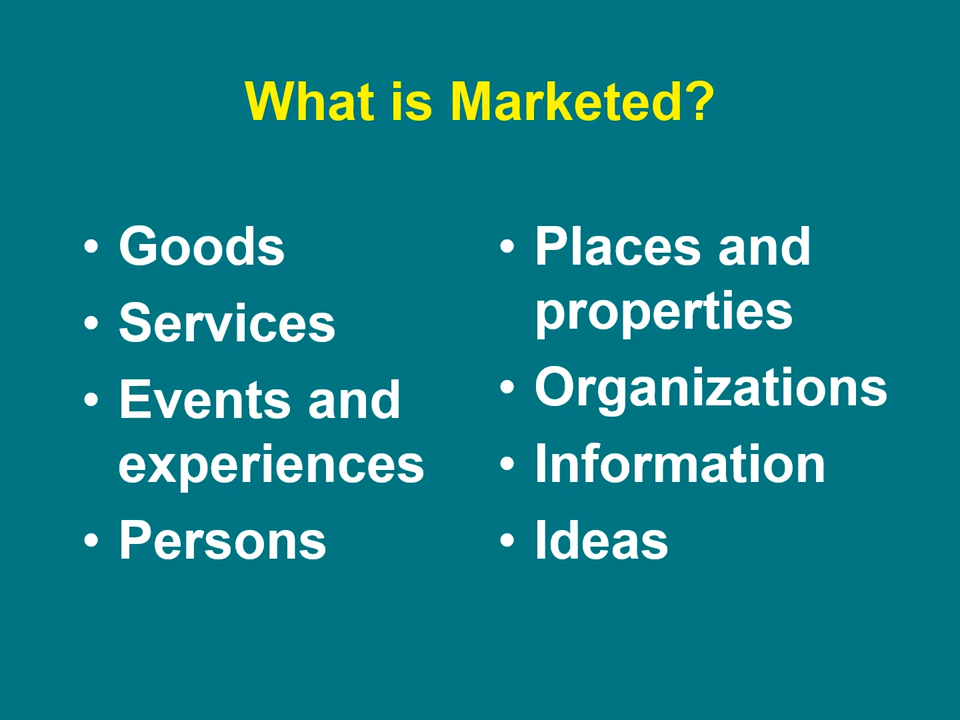 What is Marketed?
• Goods
• Services
• Events and
experiences
• Persons
• Places and
properties
• Organizations
• Information
• Ideas